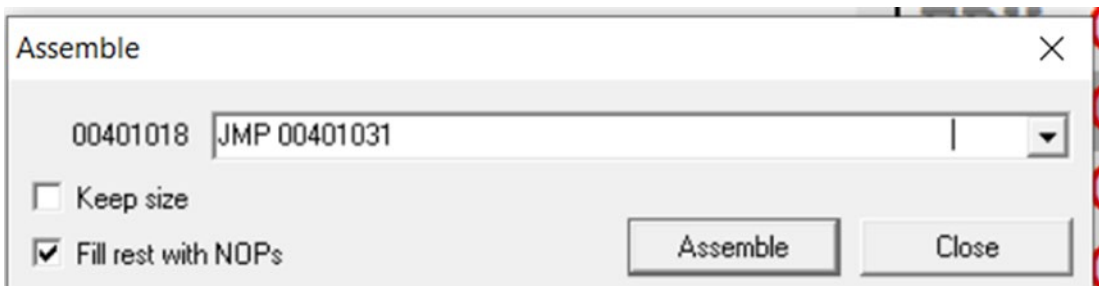 Assemble
00401018 JMP 00401031
Keep size
Fill rest with NOPs
Assemble Close